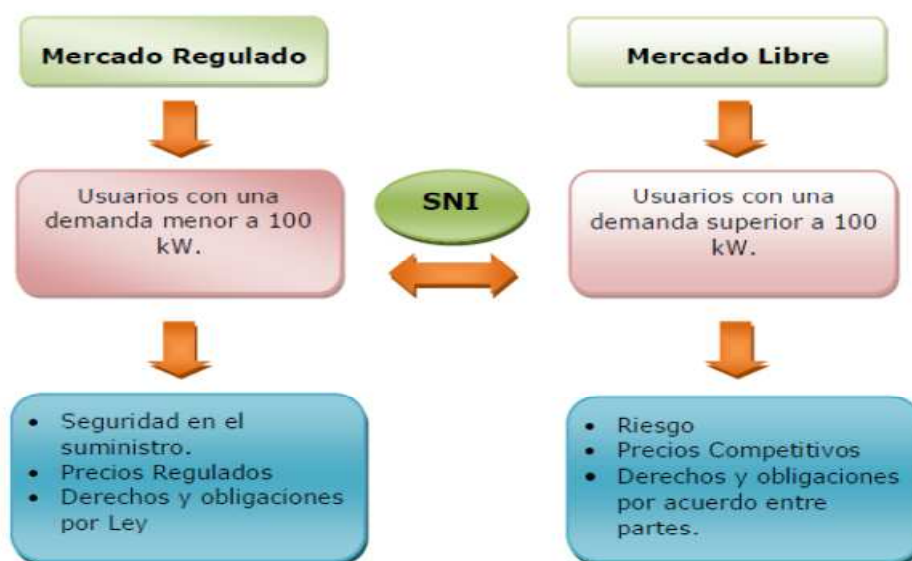 Mercado Regulado
Usuarios con una
demanda menor a 100
kW.
• Seguridad en el
suministro.
• Precios Regulados
• Derechos y obligaciones
por Ley
SNI
Mercado Libre
Usuarios con una
demanda superior a 100
kW.
• Riesgo
• Precios Competitivos
• Derechos y obligaciones
por acuerdo entre
partes.